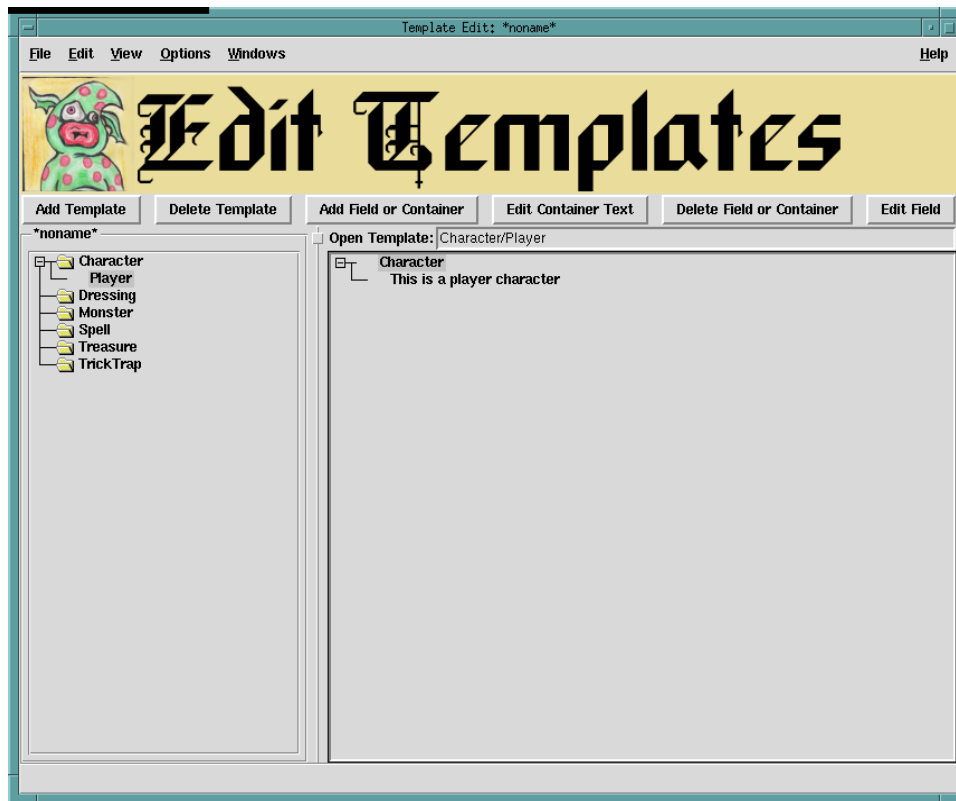 Template Edit: *noname*
File Edit View Options Windows Help
Edit Templates
Add Template Delete Template Add Field or Container Edit Container Text Delete Field or Container Edit Field
*noname*
Open Template: Character/Player
Character
Player
Dressing
Monster
Spell
Treasure
TrickTrap
Character
This is a player character